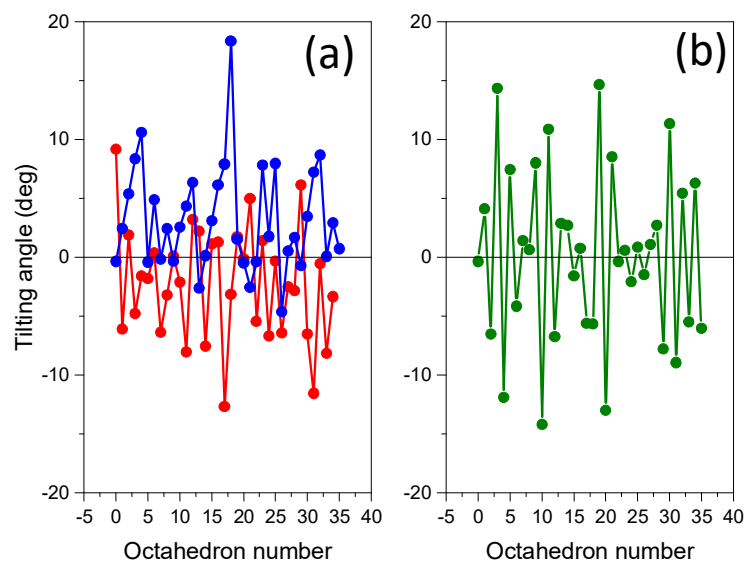 (a) (b)
20 20
10 10
0 0
-10 -10
-20 -20
-5 0 5 10 15 20 25 30 35 40 -5 0 5 10 15 20 25 30 35 40
Tilting angle (deg)
Octahedron number Octahedron number